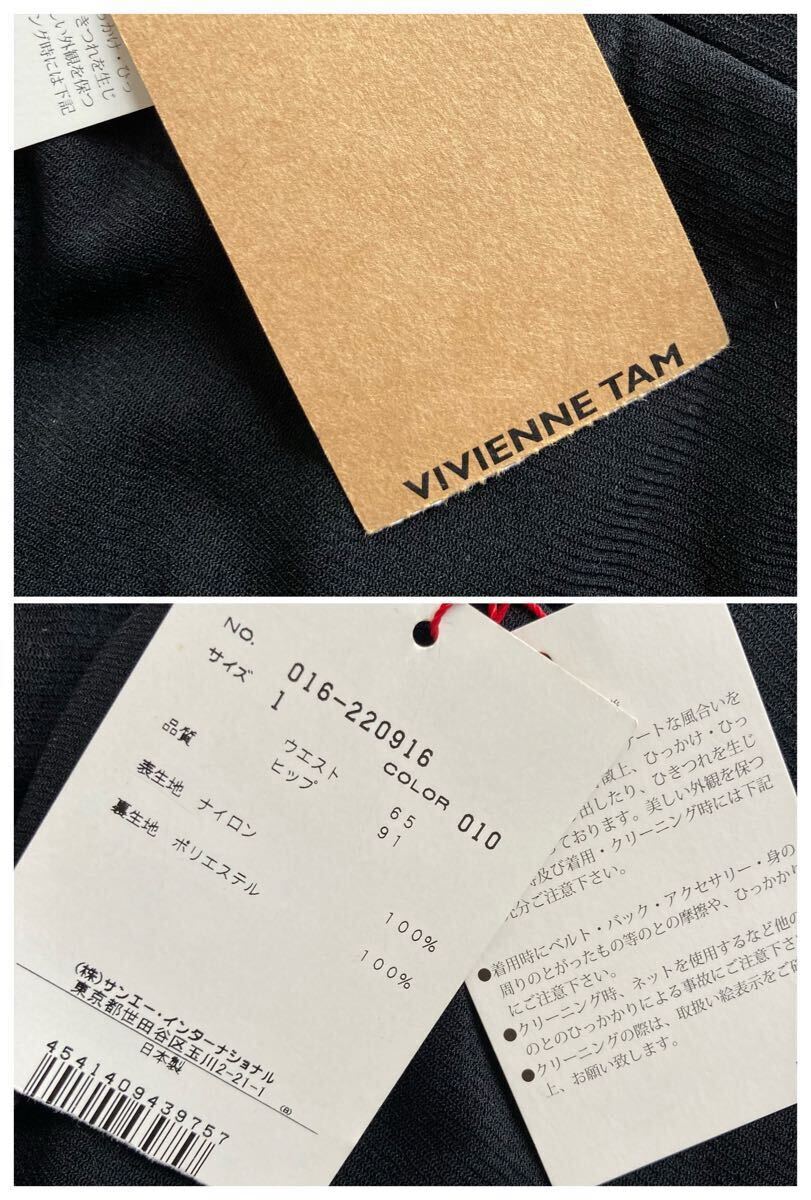 っかけ・ひっ
きつれを生じ
しい外観を保つ
ング時には下記
VIVIENNE TAM
NO. 016-220916
サイズ 1 COLOR 010
ウエスト 65
ヒップ 91
品質
表生地 ナイロン 100%
裏生地 ポリエステル 100%
(株)サンエー・インターナショナル
東京都世田谷区玉川2-21-1
日本製 ⓐ
4541409439757
ートな風合いを
徴上、ひっかけ・ひっ
出したり、ひきつれを生じ
っております。美しい外観を保つ
時及び着用・クリーニング時には下記
充分ご注意下さい。
●着用時にベルト・バック・アクセサリー・身の
周りのとがったもの等のとの摩擦や、ひっかかり
にご注意下さい。
●クリーニング時、ネットを使用するなど他の
のとのひっかかりによる事故にご注意下さ
●クリーニングの際は、取扱い絵表示をご確
上、お願い致します。